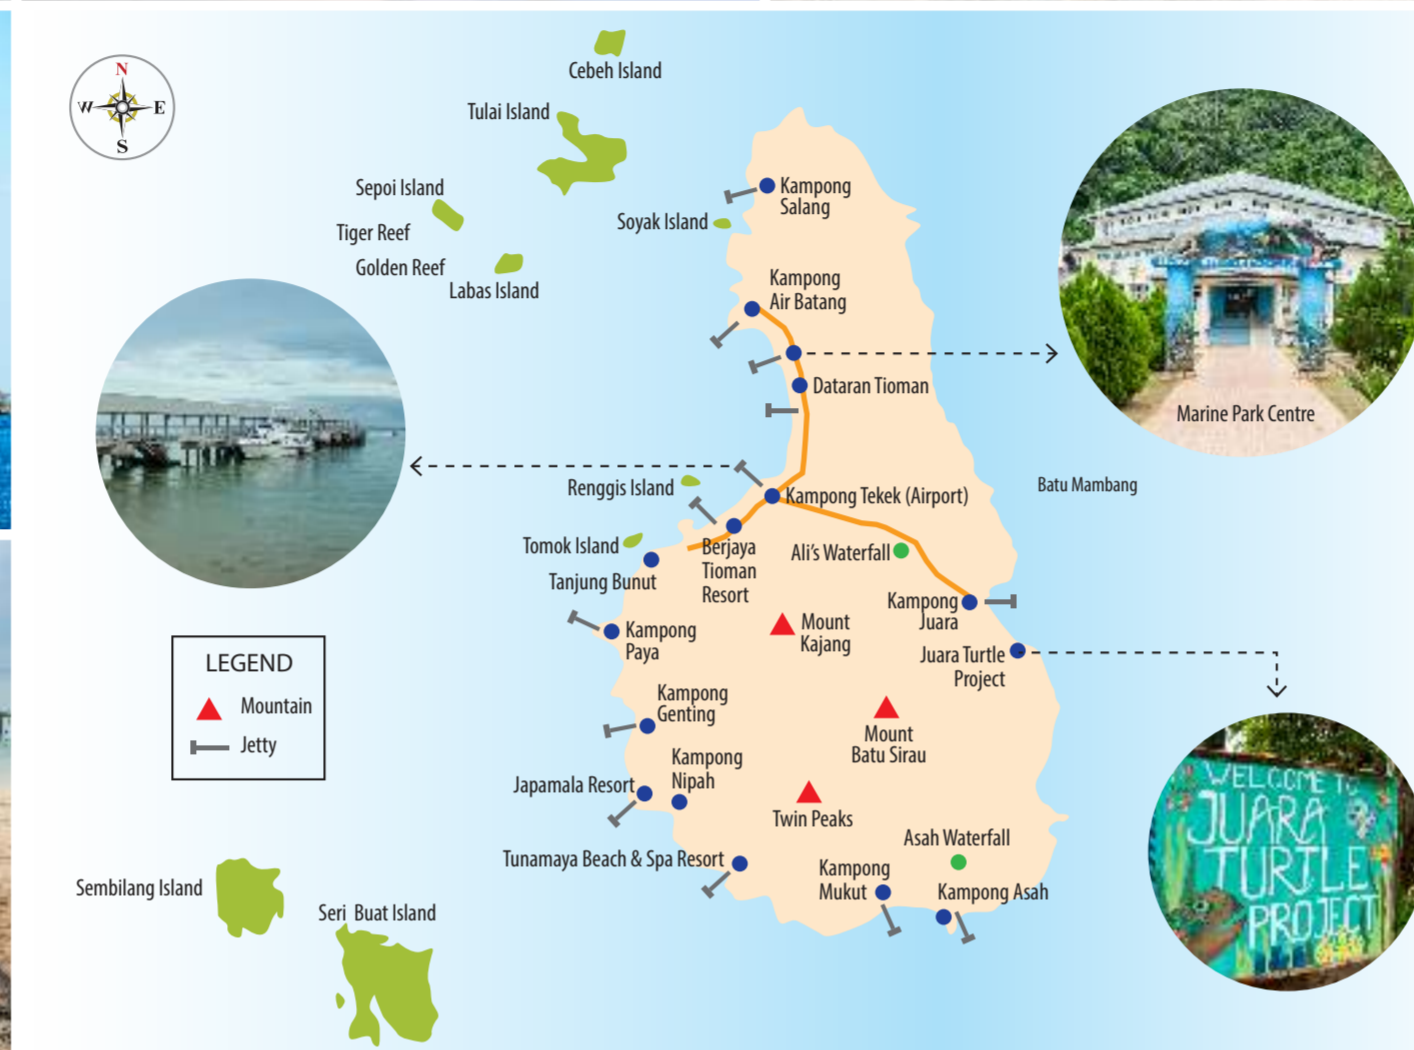 N
W
E
S
Cebeh Island
Tulai Island
Sepoi Island
Tiger Reef
Golden Reef
Labas Island
Soyak Island
Kampong
Salang
Kampong
Air Batang
Dataran Tioman
Marine Park Centre
Renggis Island
Kampong Tekek (Airport)
Batu Mambang
Tomok Island
Tanjung Bunut
Berjaya
Tioman
Resort
Ali's Waterfall
Kampong
Juara
Juara Turtle
Project
Kampong
Paya
Mount
Kajang
Kampong
Genting
Mount
Batu Sirau
Kampong
Nipah
Japamala Resort
Twin Peaks
Tunamaya Beach & Spa Resort
Asah Waterfall
Kampong
Mukut
Kampong Asah
LEGEND
Mountain
Jetty
Sembilang Island
Seri Buat Island
WELCOME TO
JUARA
TURTLE
PROJECT